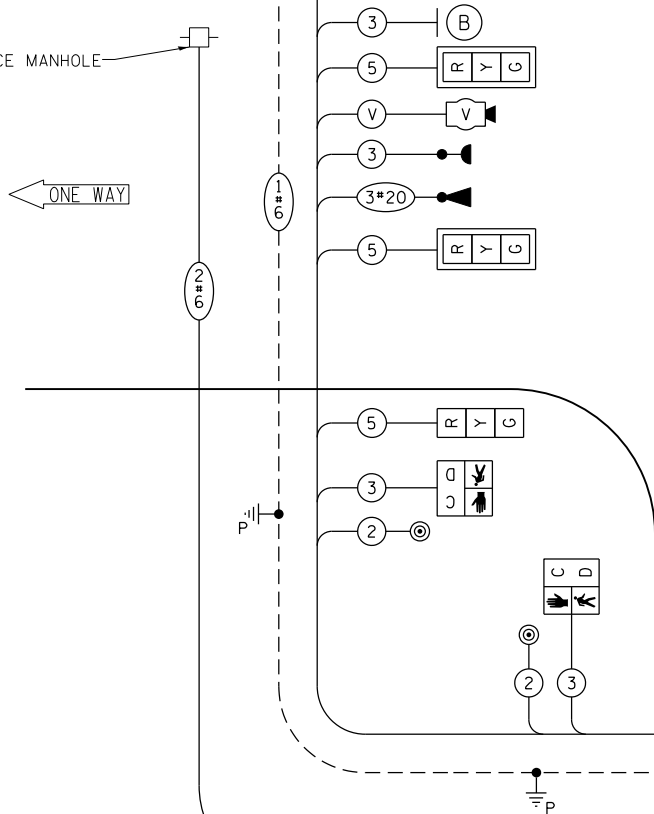 3 B
5 R Y G
CE MANHOLE
V V
3
ONE WAY
1 # 6
3#20
5 R Y G
2 # 6
5 R Y G
3 C D
2
P
C D
2 3
P